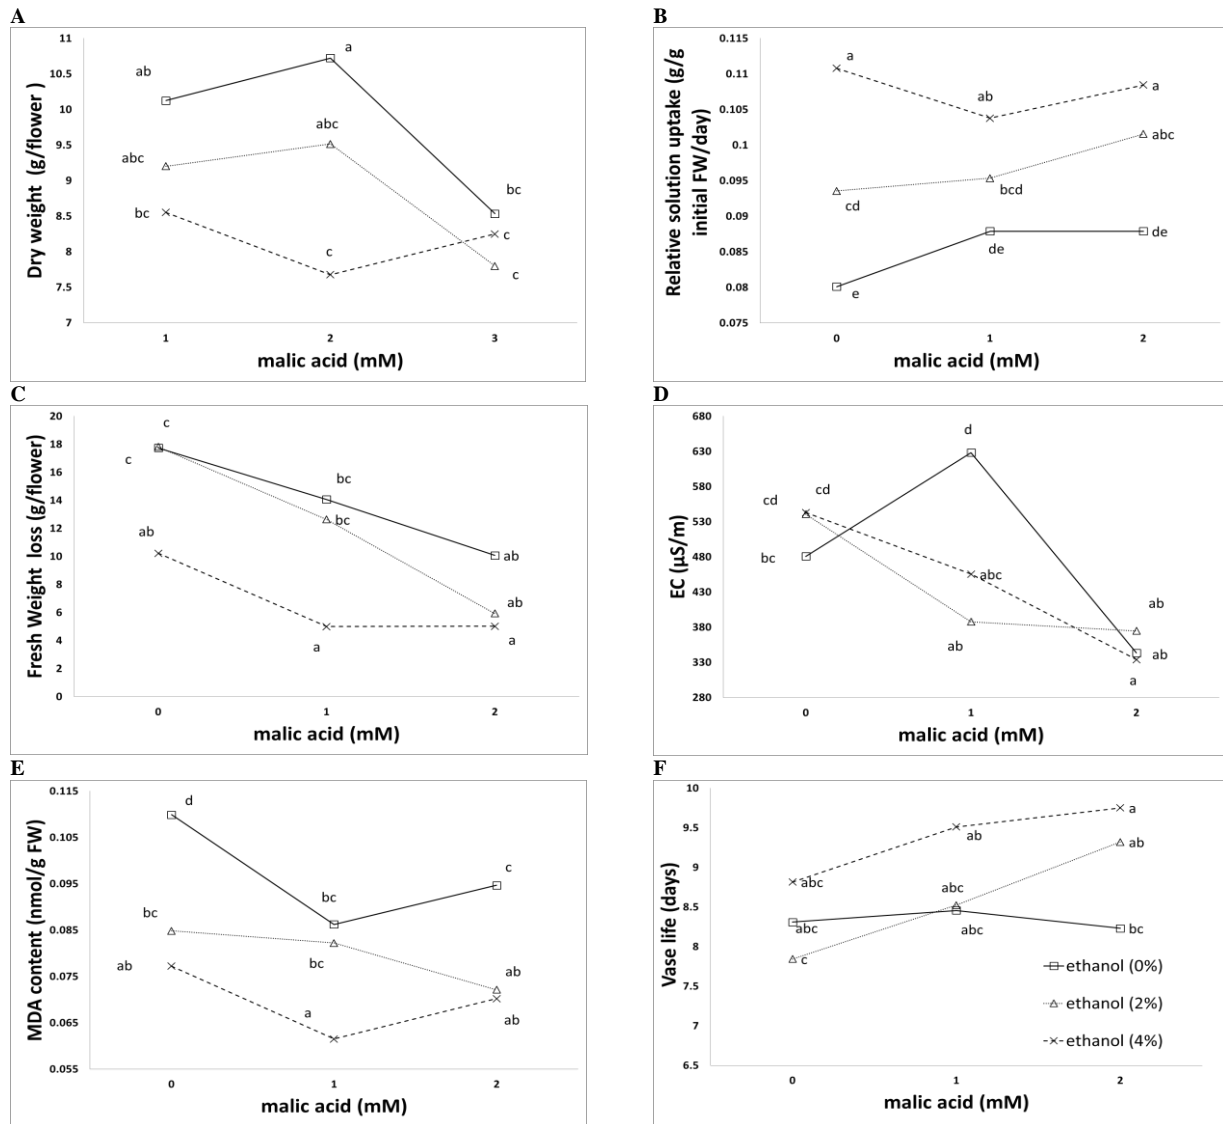 A
Dry weight (g/flower)
11
10.5
10
9.5
9
8.5
8
7.5
7
ab
a
abc
abc
bc
bc
c
c
c
1 2 3
malic acid (mM)
B
Relative solution uptake (g/g
initial FW/day)
0.115
0.11
0.105
0.1
0.095
0.09
0.085
0.08
0.075
a
ab
a
abc
cd
bcd
de
de
e
0 1 2
malic acid (mM)
C
Fresh Weight loss (g/flower)
20
18
16
14
12
10
8
6
4
2
0
c
c
bc
bc
ab
ab
ab
a
a
0 1 2
malic acid (mM)
D
EC (µS/m)
680
630
580
530
480
430
380
330
280
d
cd
cd
bc
abc
ab
ab
ab
a
0 1 2
malic acid (mM)
E
MDA content (nmol/g FW)
0.115
0.105
0.095
0.085
0.075
0.065
0.055
d
c
bc
bc
bc
ab
ab
a
ab
0 1 2
malic acid (mM)
F
Vase life (days)
10
9.5
9
8.5
8
7.5
7
6.5
a
ab
ab
abc
abc
abc
abc
bc
c
ethanol (0%)
ethanol (2%)
ethanol (4%)
0 1 2
malic acid (mM)